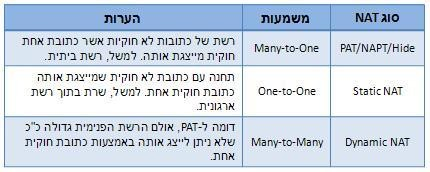 סוג NAT משמעות הערות
PAT/NAPT/Hide Many-to-One רשת של כתובות לא חוקיות אשר כתובת אחת
חוקית מייצגת אותה. למשל, רשת ביתית.
Static NAT One-to-One תחנה עם כתובת לא חוקית שמייצגת אותה
כתובת חוקית אחת. למשל, שרת בתוך רשת
ארגונית.
Dynamic NAT Many-to-Many דומה ל-PAT, אולם הרשת הפנימית גדולה כ"כ
שלא ניתן לייצג אותה באמצעות כתובת חוקית
אחת.